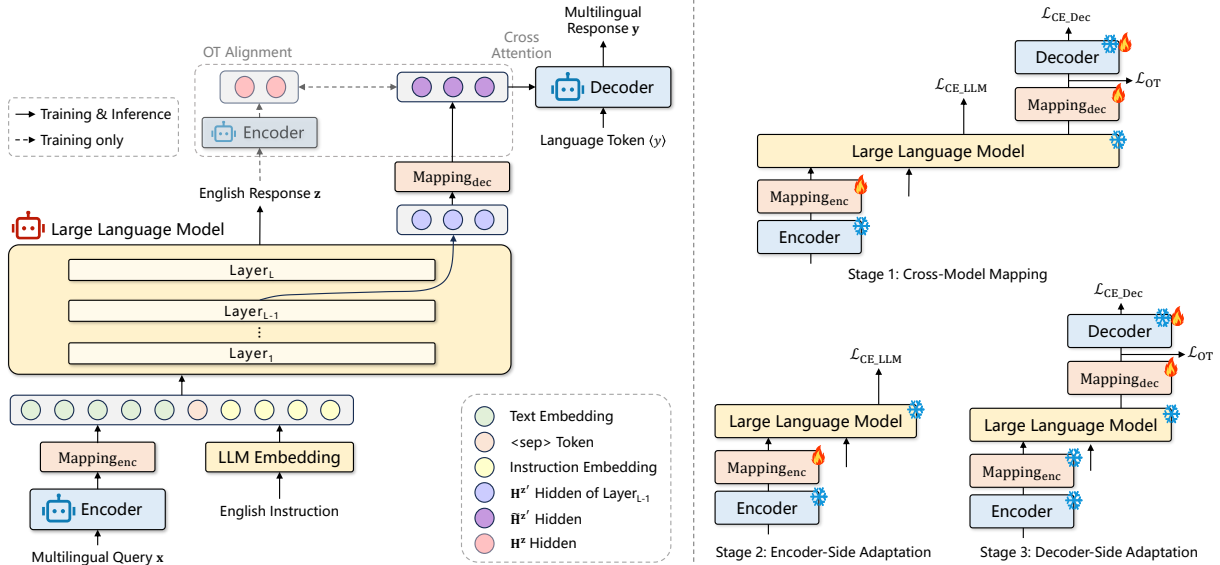 Multilingual
Response y
Cross
Attention
OT Alignment
Decoder
Training & Inference
Training only
Encoder
Language Token ⟨y⟩
English Response z
Mapping_dec
Large Language Model
Layer_L
Layer_L-1
⋮
Layer_1
Mapping_enc
LLM Embedding
Encoder
English Instruction
Multilingual Query x
Text Embedding
<sep> Token
Instruction Embedding
H^z′ Hidden of Layer_L-1
H̃^z′ Hidden
H^z Hidden
ℒ_CE_Dec
Decoder
ℒ_OT
ℒ_CE_LLM
Mapping_dec
Large Language Model
Mapping_enc
Encoder
Stage 1: Cross-Model Mapping
ℒ_CE_LLM
Large Language Model
Mapping_enc
Encoder
Stage 2: Encoder-Side Adaptation
ℒ_CE_Dec
Decoder
ℒ_OT
Mapping_dec
Large Language Model
Mapping_enc
Encoder
Stage 3: Decoder-Side Adaptation